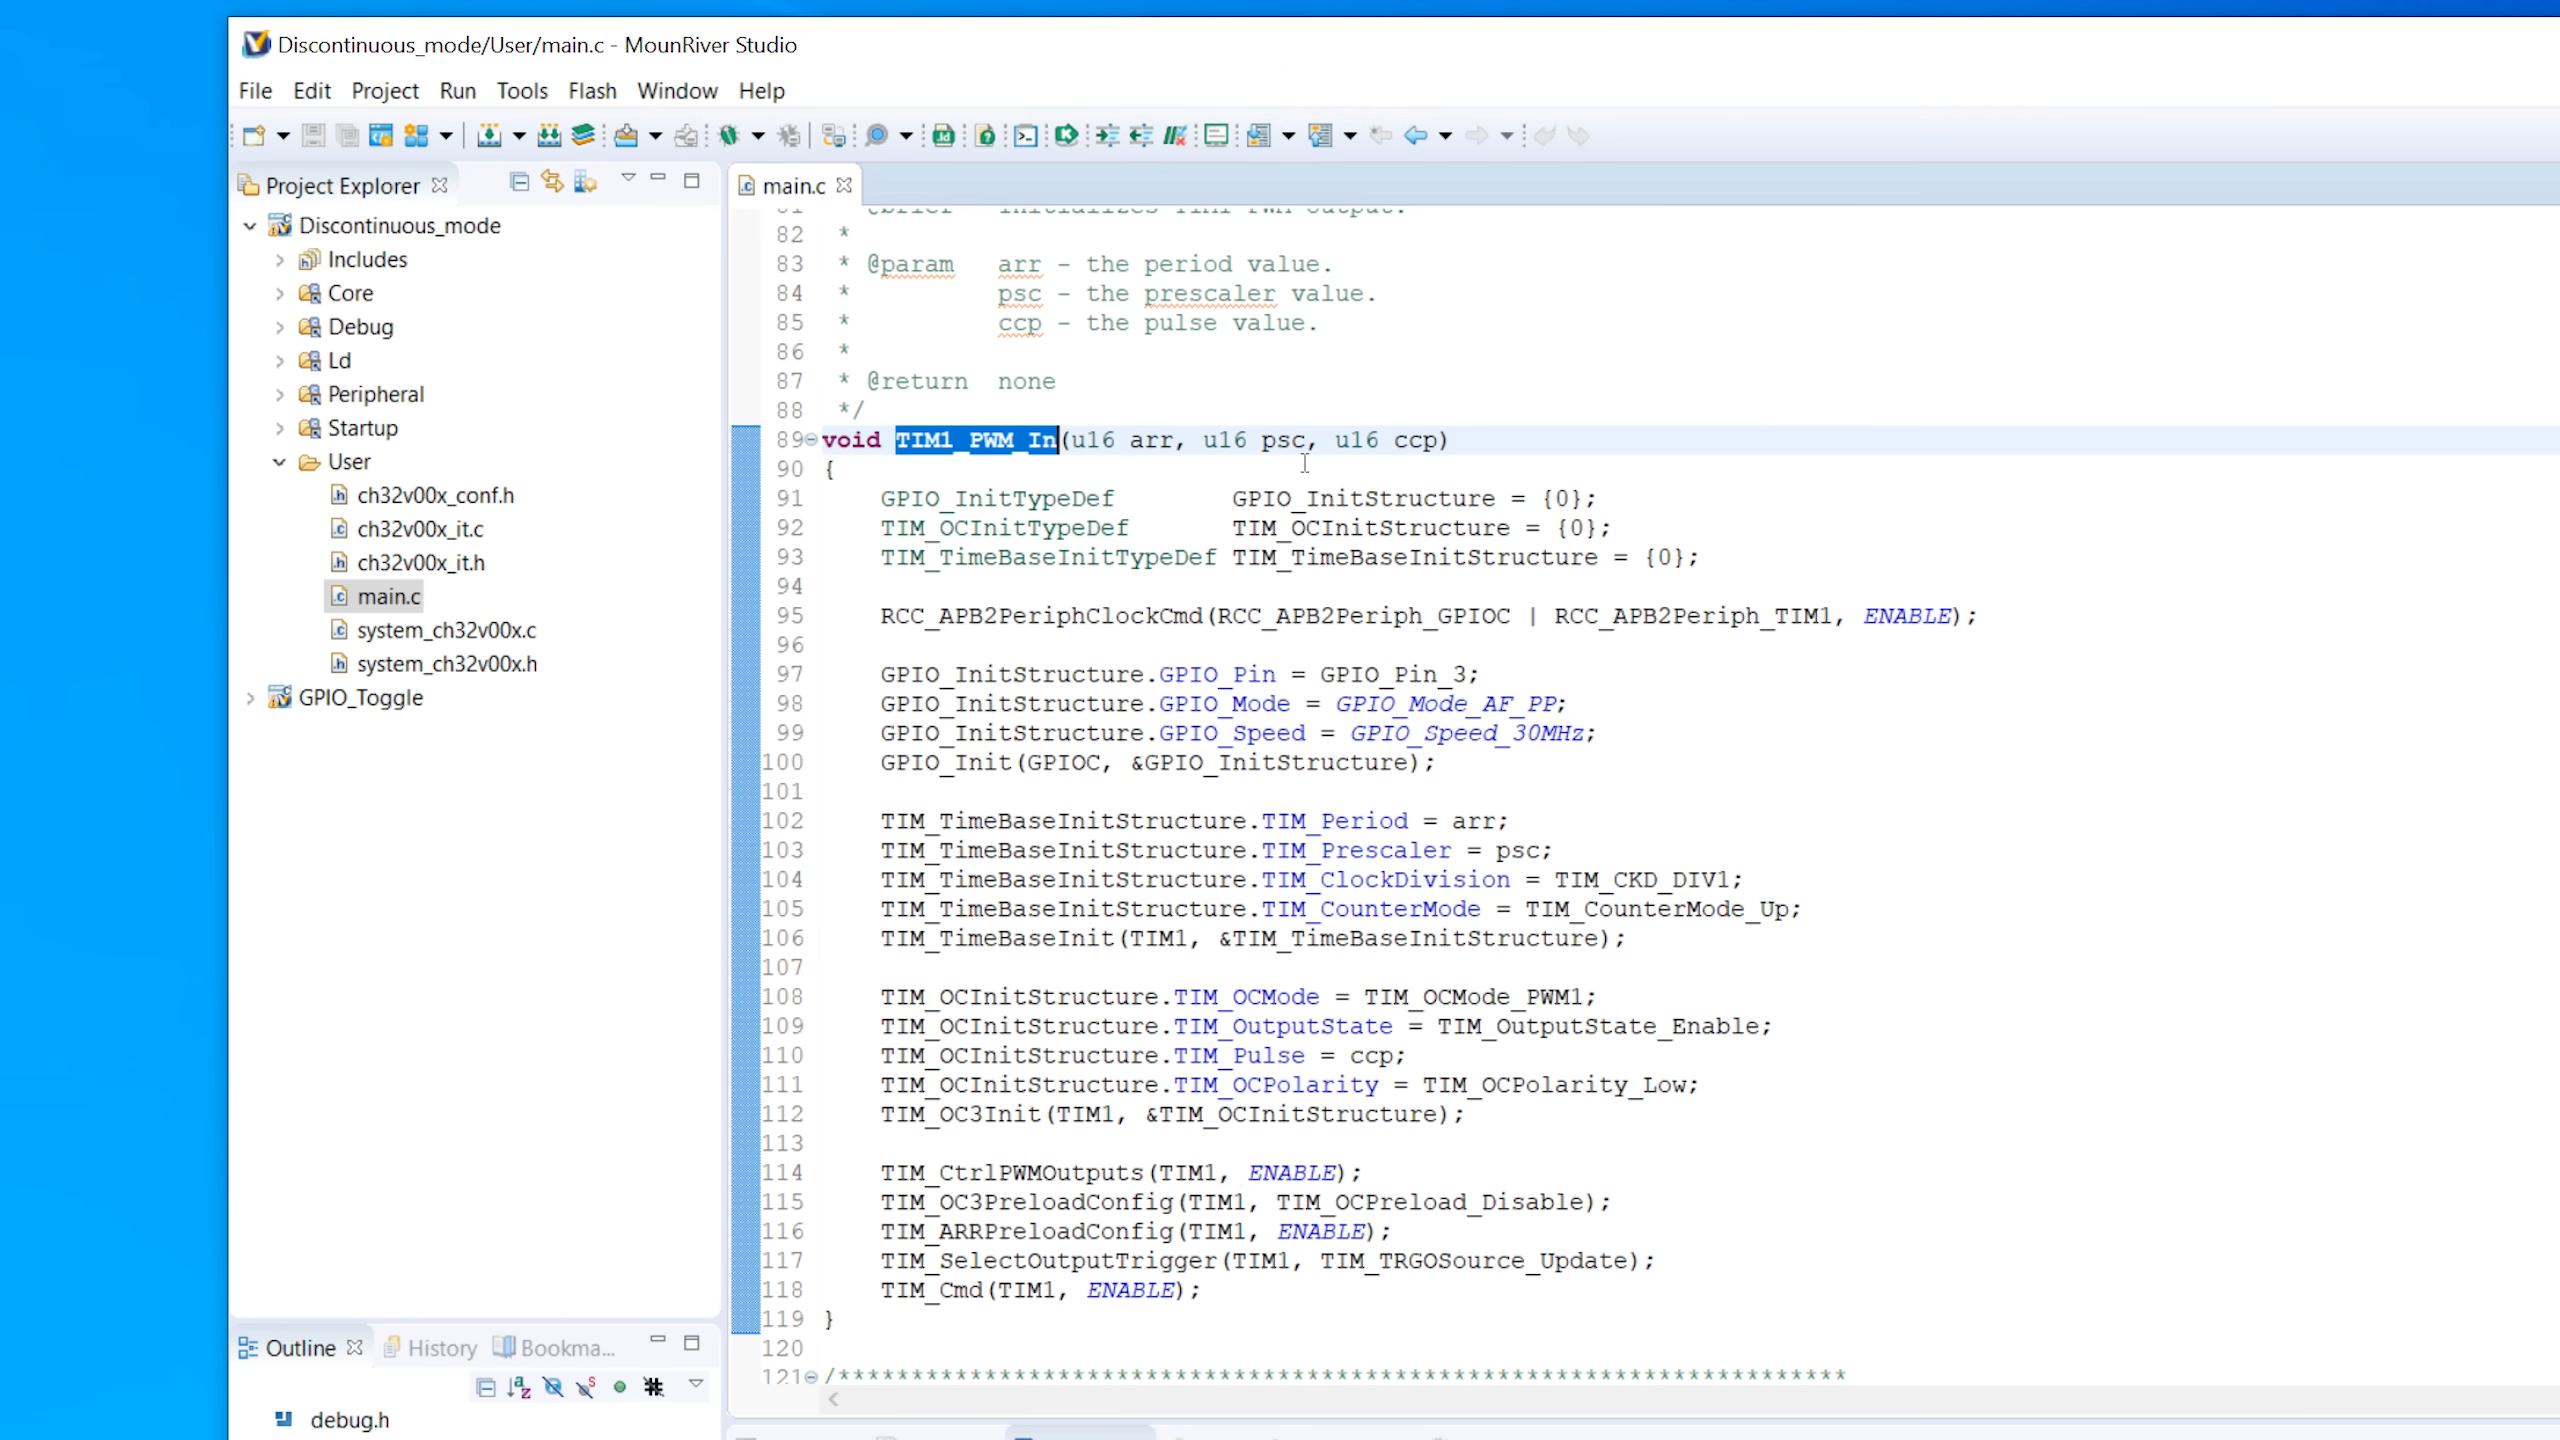 Discontinuous_mode/User/main.c - MounRiver Studio
File Edit Project Run Tools Flash Window Help
Project Explorer
Discontinuous_mode
Includes
Core
Debug
Ld
Peripheral
Startup
User
ch32v00x_conf.h
ch32v00x_it.c
ch32v00x_it.h
main.c
system_ch32v00x.c
system_ch32v00x.h
GPIO_Toggle
Outline History Bookma...
debug.h
main.c
82 *
83 * @param arr - the period value.
84 * psc - the prescaler value.
85 * ccp - the pulse value.
86 *
87 * @return none
88 */
89 void TIM1_PWM_In(u16 arr, u16 psc, u16 ccp)
90 {
91 GPIO_InitTypeDef GPIO_InitStructure = {0};
92 TIM_OCInitTypeDef TIM_OCInitStructure = {0};
93 TIM_TimeBaseInitTypeDef TIM_TimeBaseInitStructure = {0};
94
95 RCC_APB2PeriphClockCmd(RCC_APB2Periph_GPIOC | RCC_APB2Periph_TIM1, ENABLE);
96
97 GPIO_InitStructure.GPIO_Pin = GPIO_Pin_3;
98 GPIO_InitStructure.GPIO_Mode = GPIO_Mode_AF_PP;
99 GPIO_InitStructure.GPIO_Speed = GPIO_Speed_30MHz;
100 GPIO_Init(GPIOC, &GPIO_InitStructure);
101
102 TIM_TimeBaseInitStructure.TIM_Period = arr;
103 TIM_TimeBaseInitStructure.TIM_Prescaler = psc;
104 TIM_TimeBaseInitStructure.TIM_ClockDivision = TIM_CKD_DIV1;
105 TIM_TimeBaseInitStructure.TIM_CounterMode = TIM_CounterMode_Up;
106 TIM_TimeBaseInit(TIM1, &TIM_TimeBaseInitStructure);
107
108 TIM_OCInitStructure.TIM_OCMode = TIM_OCMode_PWM1;
109 TIM_OCInitStructure.TIM_OutputState = TIM_OutputState_Enable;
110 TIM_OCInitStructure.TIM_Pulse = ccp;
111 TIM_OCInitStructure.TIM_OCPolarity = TIM_OCPolarity_Low;
112 TIM_OC3Init(TIM1, &TIM_OCInitStructure);
113
114 TIM_CtrlPWMOutputs(TIM1, ENABLE);
115 TIM_OC3PreloadConfig(TIM1, TIM_OCPreload_Disable);
116 TIM_ARRPreloadConfig(TIM1, ENABLE);
117 TIM_SelectOutputTrigger(TIM1, TIM_TRGOSource_Update);
118 TIM_Cmd(TIM1, ENABLE);
119 }
120
121 /*********************************************************************